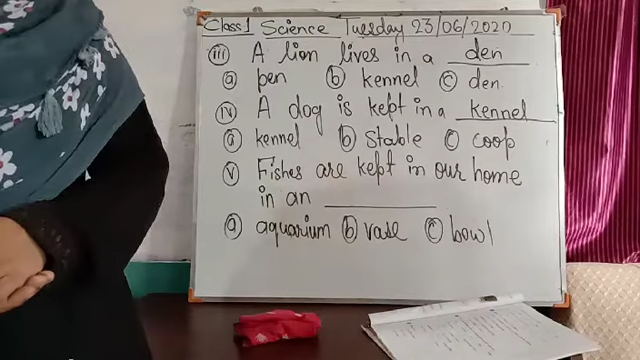 Class 1 Science Tuesday 23/06/2020
(iii) A lion lives in a den
(a) pen (b) kennel (c) den
(iv) A dog is kept in a kennel
(a) kennel (b) stable (c) coop
(v) Fishes are kept in our home
in an ________
(a) aquarium (b) vase (c) bowl